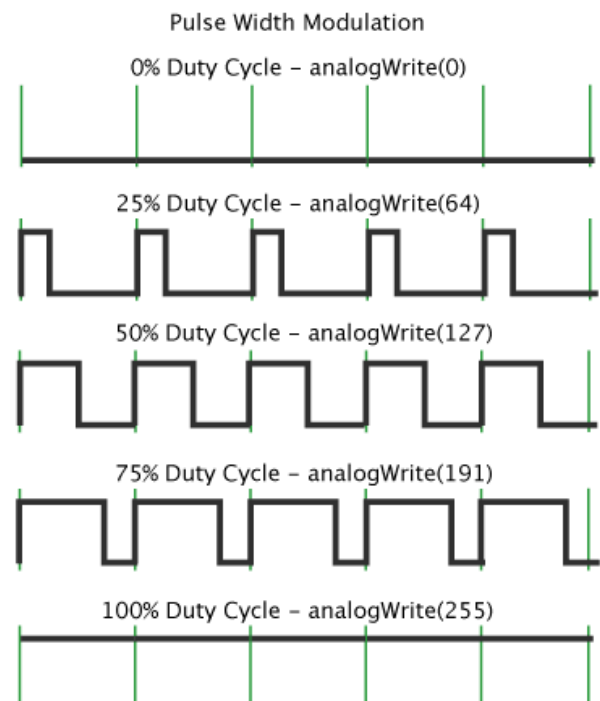 Pulse Width Modulation
0% Duty Cycle – analogWrite(0)
25% Duty Cycle – analogWrite(64)
50% Duty Cycle – analogWrite(127)
75% Duty Cycle – analogWrite(191)
100% Duty Cycle – analogWrite(255)